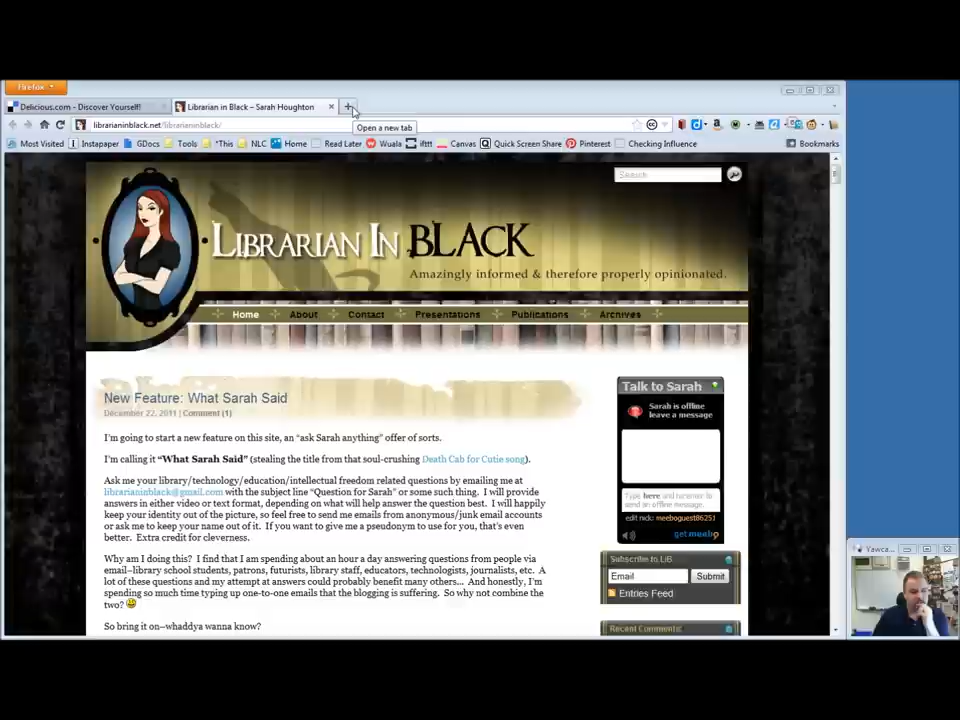 Firefox
Delicious.com - Discover Yourself!
Librarian in Black – Sarah Houghton
librarianinblack.net/librarianinblack/
Open a new tab
Most Visited Instapaper GDocs Tools *This NLC Home Read Later Wuala ifttt Canvas Quick Screen Share Pinterest Checking Influence Bookmarks
Search
LIBRARIAN IN BLACK
Amazingly informed & therefore properly opinionated.
Home About Contact Presentations Publications Archives
New Feature: What Sarah Said
December 22, 2011 | Comment (1)
I'm going to start a new feature on this site, an "ask Sarah anything" offer of sorts.
I'm calling it "What Sarah Said" (stealing the title from that soul-crushing Death Cab for Cutie song).
Ask me your library/technology/education/intellectual freedom related questions by emailing me at
librarianinblack@gmail.com with the subject line "Question for Sarah" or some such thing. I will provide
answers in either video or text format, depending on what will help answer the question best. I will happily
keep your identity out of the picture, so feel free to send me emails from anonymous/junk email accounts
or ask me to keep your name out of it. If you want to give me a pseudonym to use for you, that's even
better. Extra credit for cleverness.
Why am I doing this? I find that I am spending about an hour a day answering questions from people via
email–library school students, patrons, futurists, library staff, educators, technologists, journalists, etc. A
lot of these questions and my attempt at answers could probably benefit many others... And honestly, I'm
spending so much time typing up one-to-one emails that the blogging is suffering. So why not combine the
two?
So bring it on–whaddya wanna know?
Talk to Sarah
Sarah is offline
leave a message
Type here and
an offline message.
edit nick: meeboguest86251
get meebo
Subscribe to LiB
Email Submit
Entries Feed
Recent Comments
Yawca